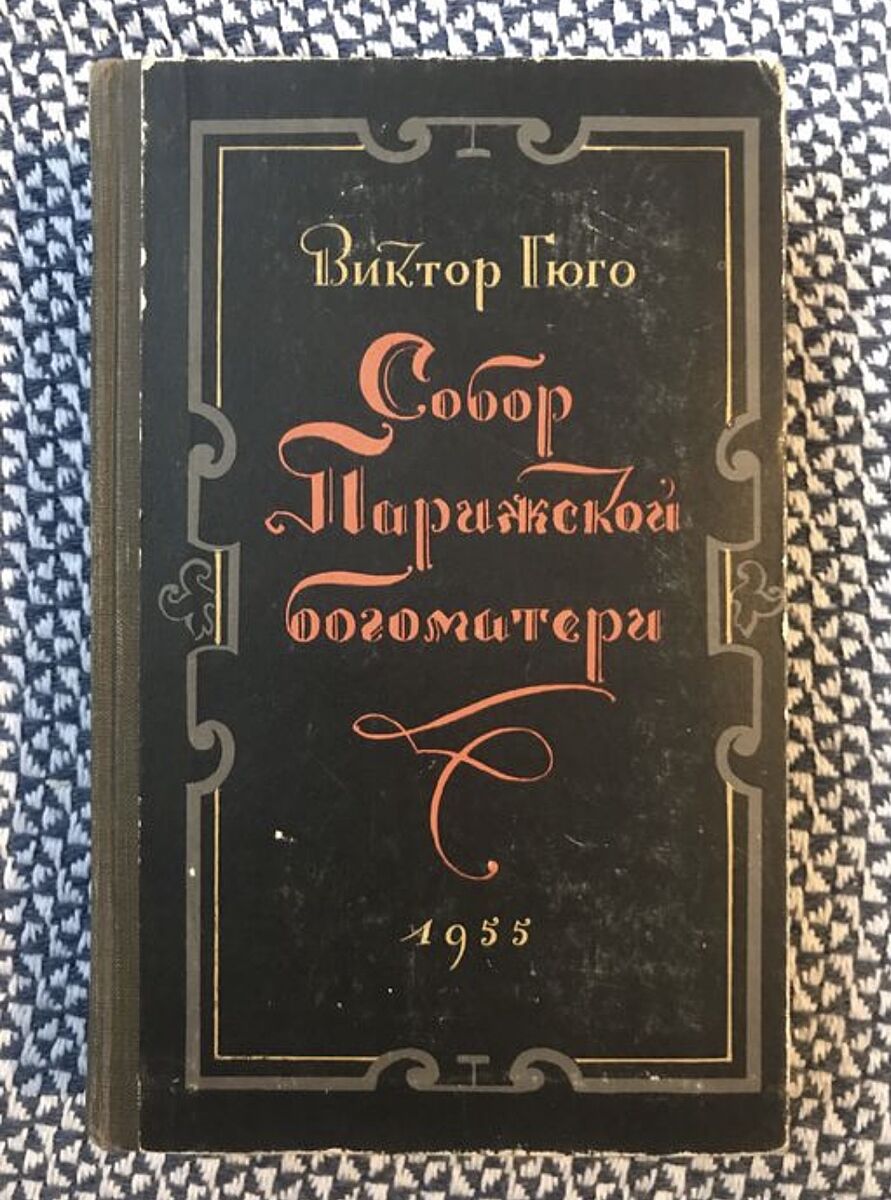 Виктор Гюго
Собор
Парижской
богоматери
1955